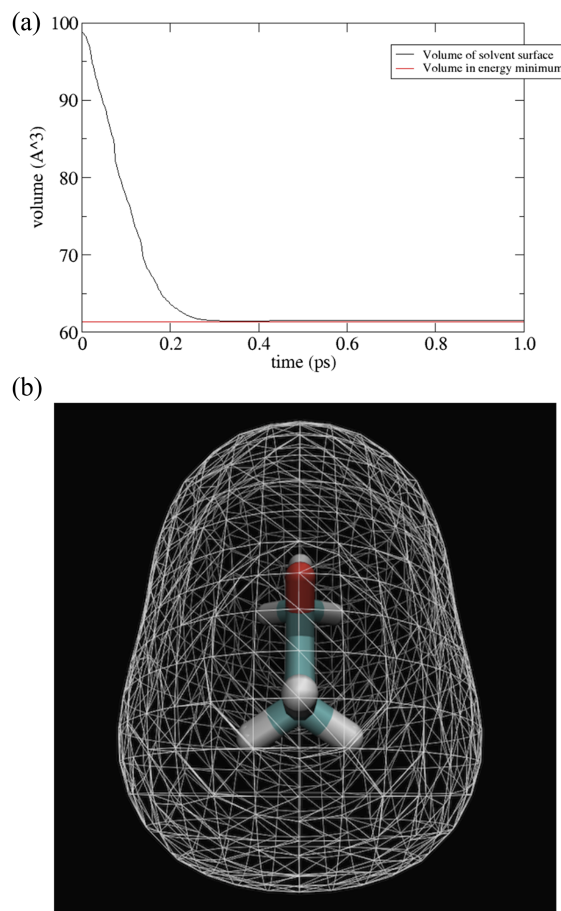 (a)
100
90
80
70
60
volume (A^3)
Volume of solvent surface
Volume in energy minimum
0
0.2
0.4
0.6
0.8
1.0
time (ps)
(b)